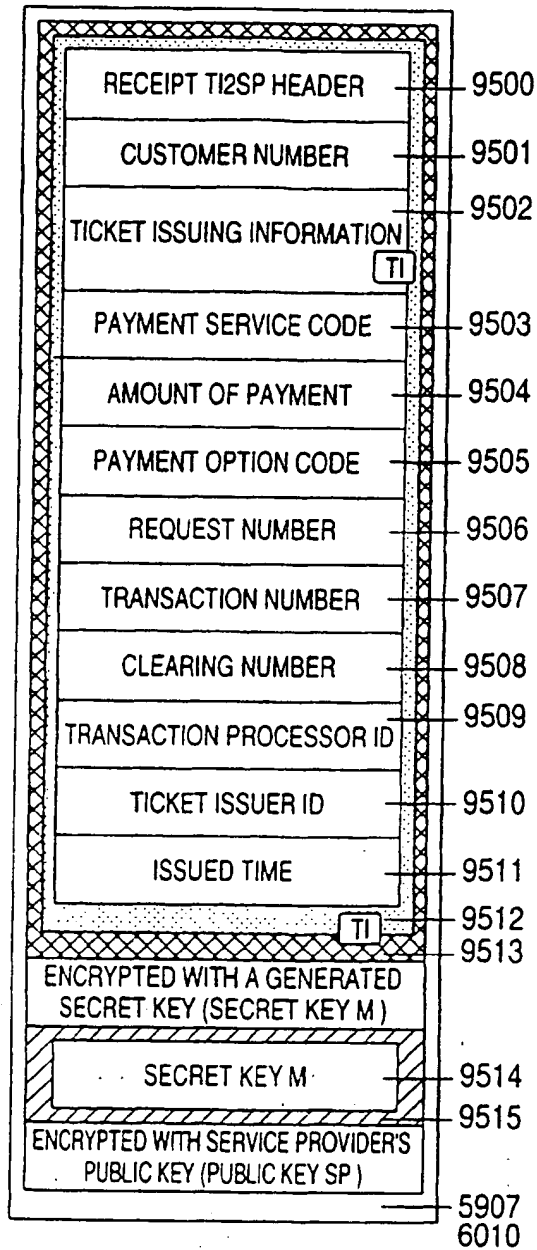 RECEIPT TI2SP HEADER 9500
CUSTOMER NUMBER 9501
9502
TICKET ISSUING INFORMATION
TI
PAYMENT SERVICE CODE 9503
AMOUNT OF PAYMENT 9504
PAYMENT OPTION CODE 9505
REQUEST NUMBER 9506
TRANSACTION NUMBER 9507
CLEARING NUMBER 9508
9509
TRANSACTION PROCESSOR ID
TICKET ISSUER ID 9510
ISSUED TIME 9511
TI 9512
9513
ENCRYPTED WITH A GENERATED
SECRET KEY (SECRET KEY M)
SECRET KEY M 9514
9515
ENCRYPTED WITH SERVICE PROVIDER'S
PUBLIC KEY (PUBLIC KEY SP)
5907
6010